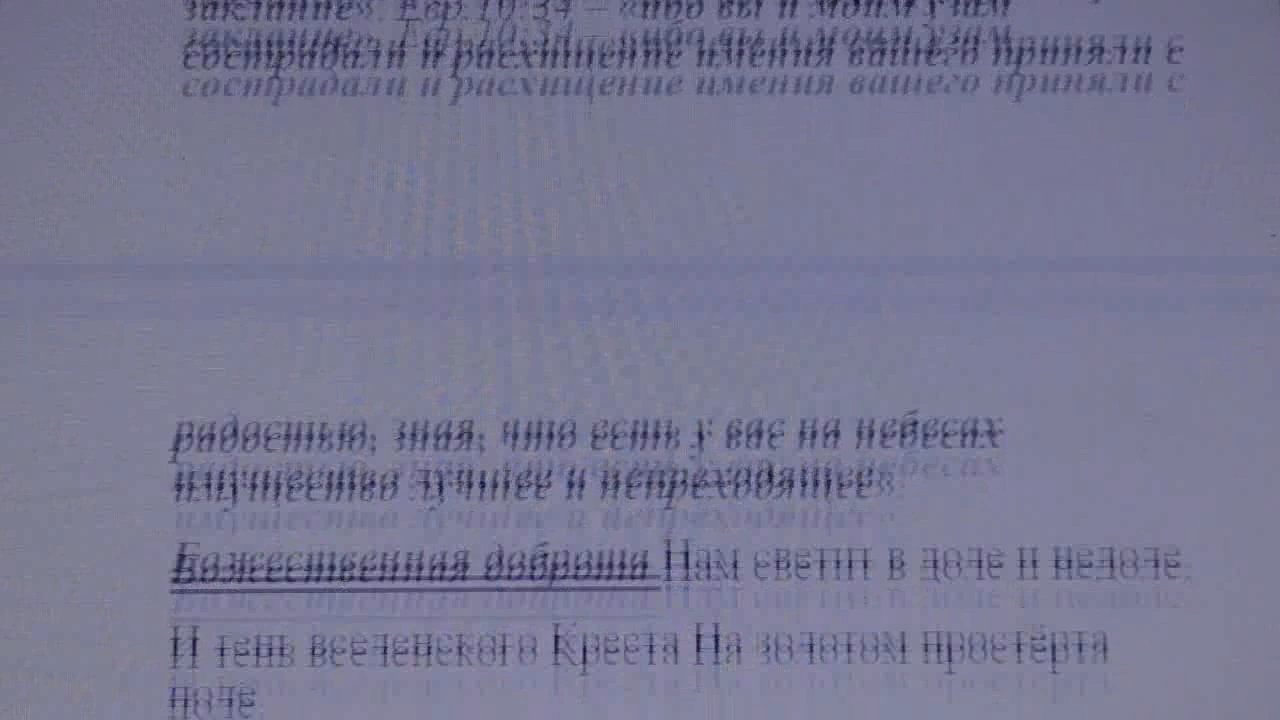 заклание». Евр.10:34 – «ибо вы и моим узам
сострадали и расхищение имения вашего приняли с
радостью, зная, что есть у вас на небесах
имущество лучшее и непреходящее».
Божественная доброта Нам светит в доле и недоле,
И тень вселенского Креста На золотом простёрта
поле.